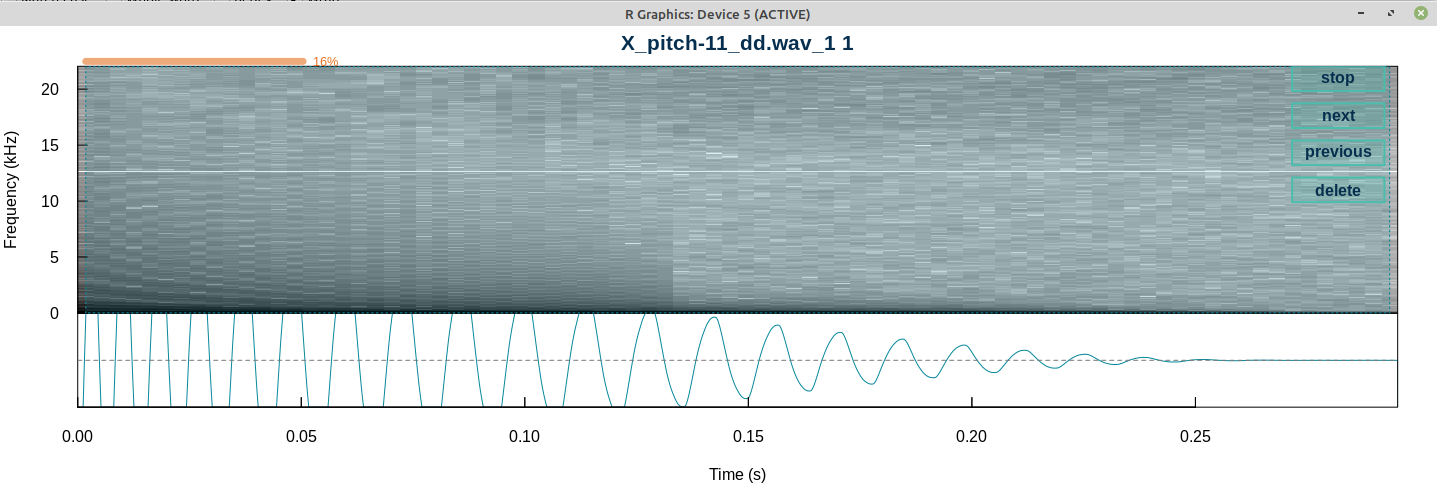 R Graphics: Device 5 (ACTIVE)
X_pitch-11_dd.wav_1 1
16%
stop
next
previous
delete
Frequency (kHz)
20
15
10
5
0
0.00 0.05 0.10 0.15 0.20 0.25
Time (s)